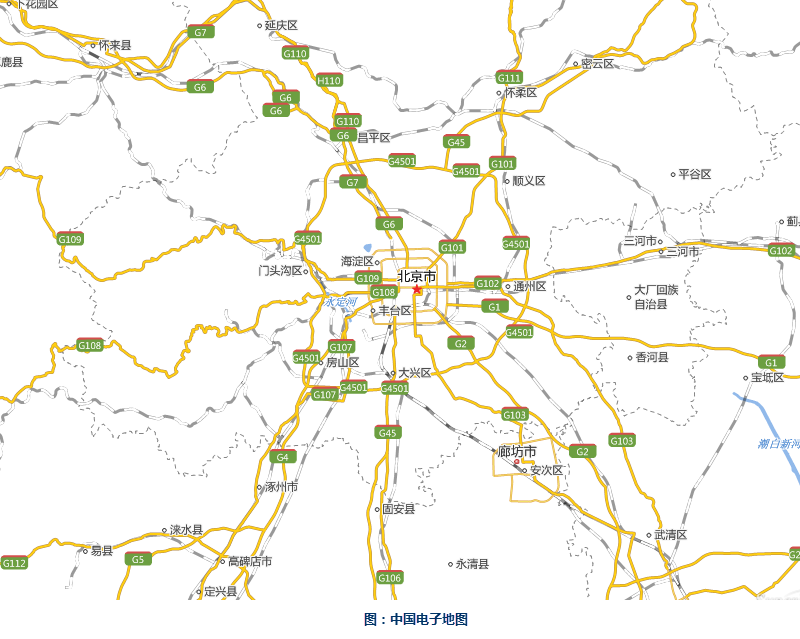 下花园区
延庆区
G7
怀来县
G110
密云区
鹿县
G6
H110
G111
怀柔区
G6
G6
G110
G6
昌平区
G45
G4501
G101
G4501
平谷区
G7
顺义区
G6
G109
G4501
G101
G4501
三河市
三河市
G102
海淀区
门头沟区
北京市
G109
G102
通州区
大厂回族
自治县
G108
永定河
丰台区
G1
G4501
G108
G107
G2
G4501
房山区
香河县
G1
大兴区
宝坻区
G107
G4501
G4501
G103
G45
G103
潮白新河
G4
廊坊市
G2
安次区
涿州市
固安县
涞水县
武清区
易县
G112
G5
高碑店市
永清县
G106
定兴县
图：中国电子地图